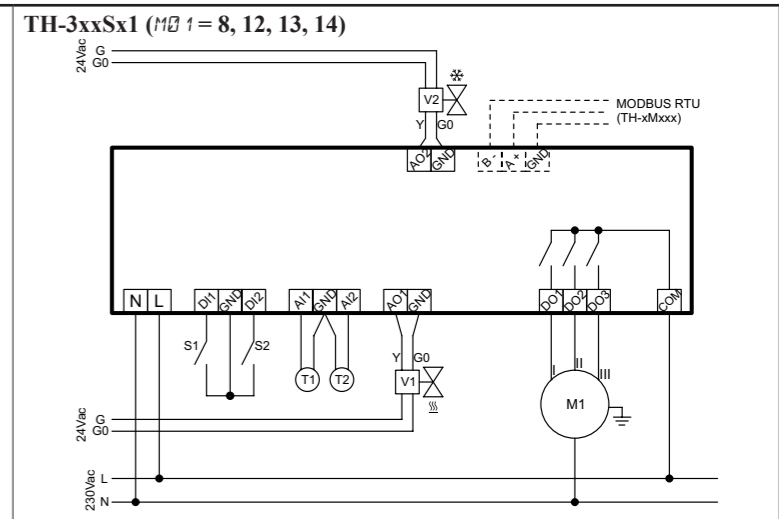 TH-3xxSx1 (M01 = 8, 12, 13, 14)
24Vac
G
G0
V2
Y
G0
MODBUS RTU
(TH-xMxxx)
AO2
GND
B -
A +
GND
N
L
DI1
GND
DI2
AI1
GND
AI2
AO1
GND
DO1
DO2
DO3
COM
S1
S2
T1
T2
Y
G0
V1
I
II
III
M1
24Vac
G
G0
230Vac
L
N